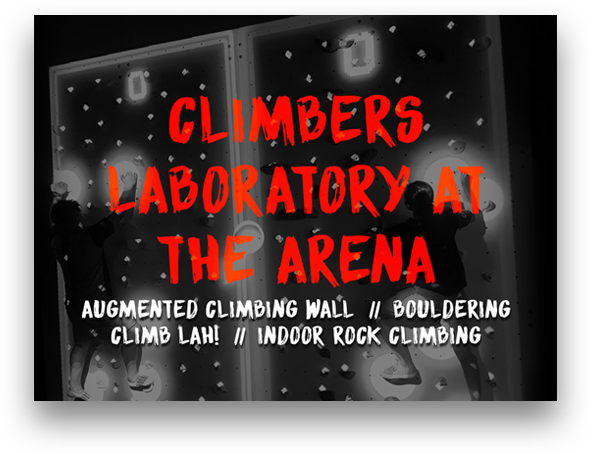 CLIMBERS
LABORATORY AT
THE ARENA
AUGMENTED CLIMBING WALL // BOULDERING
CLIMB LAH! // INDOOR ROCK CLIMBING